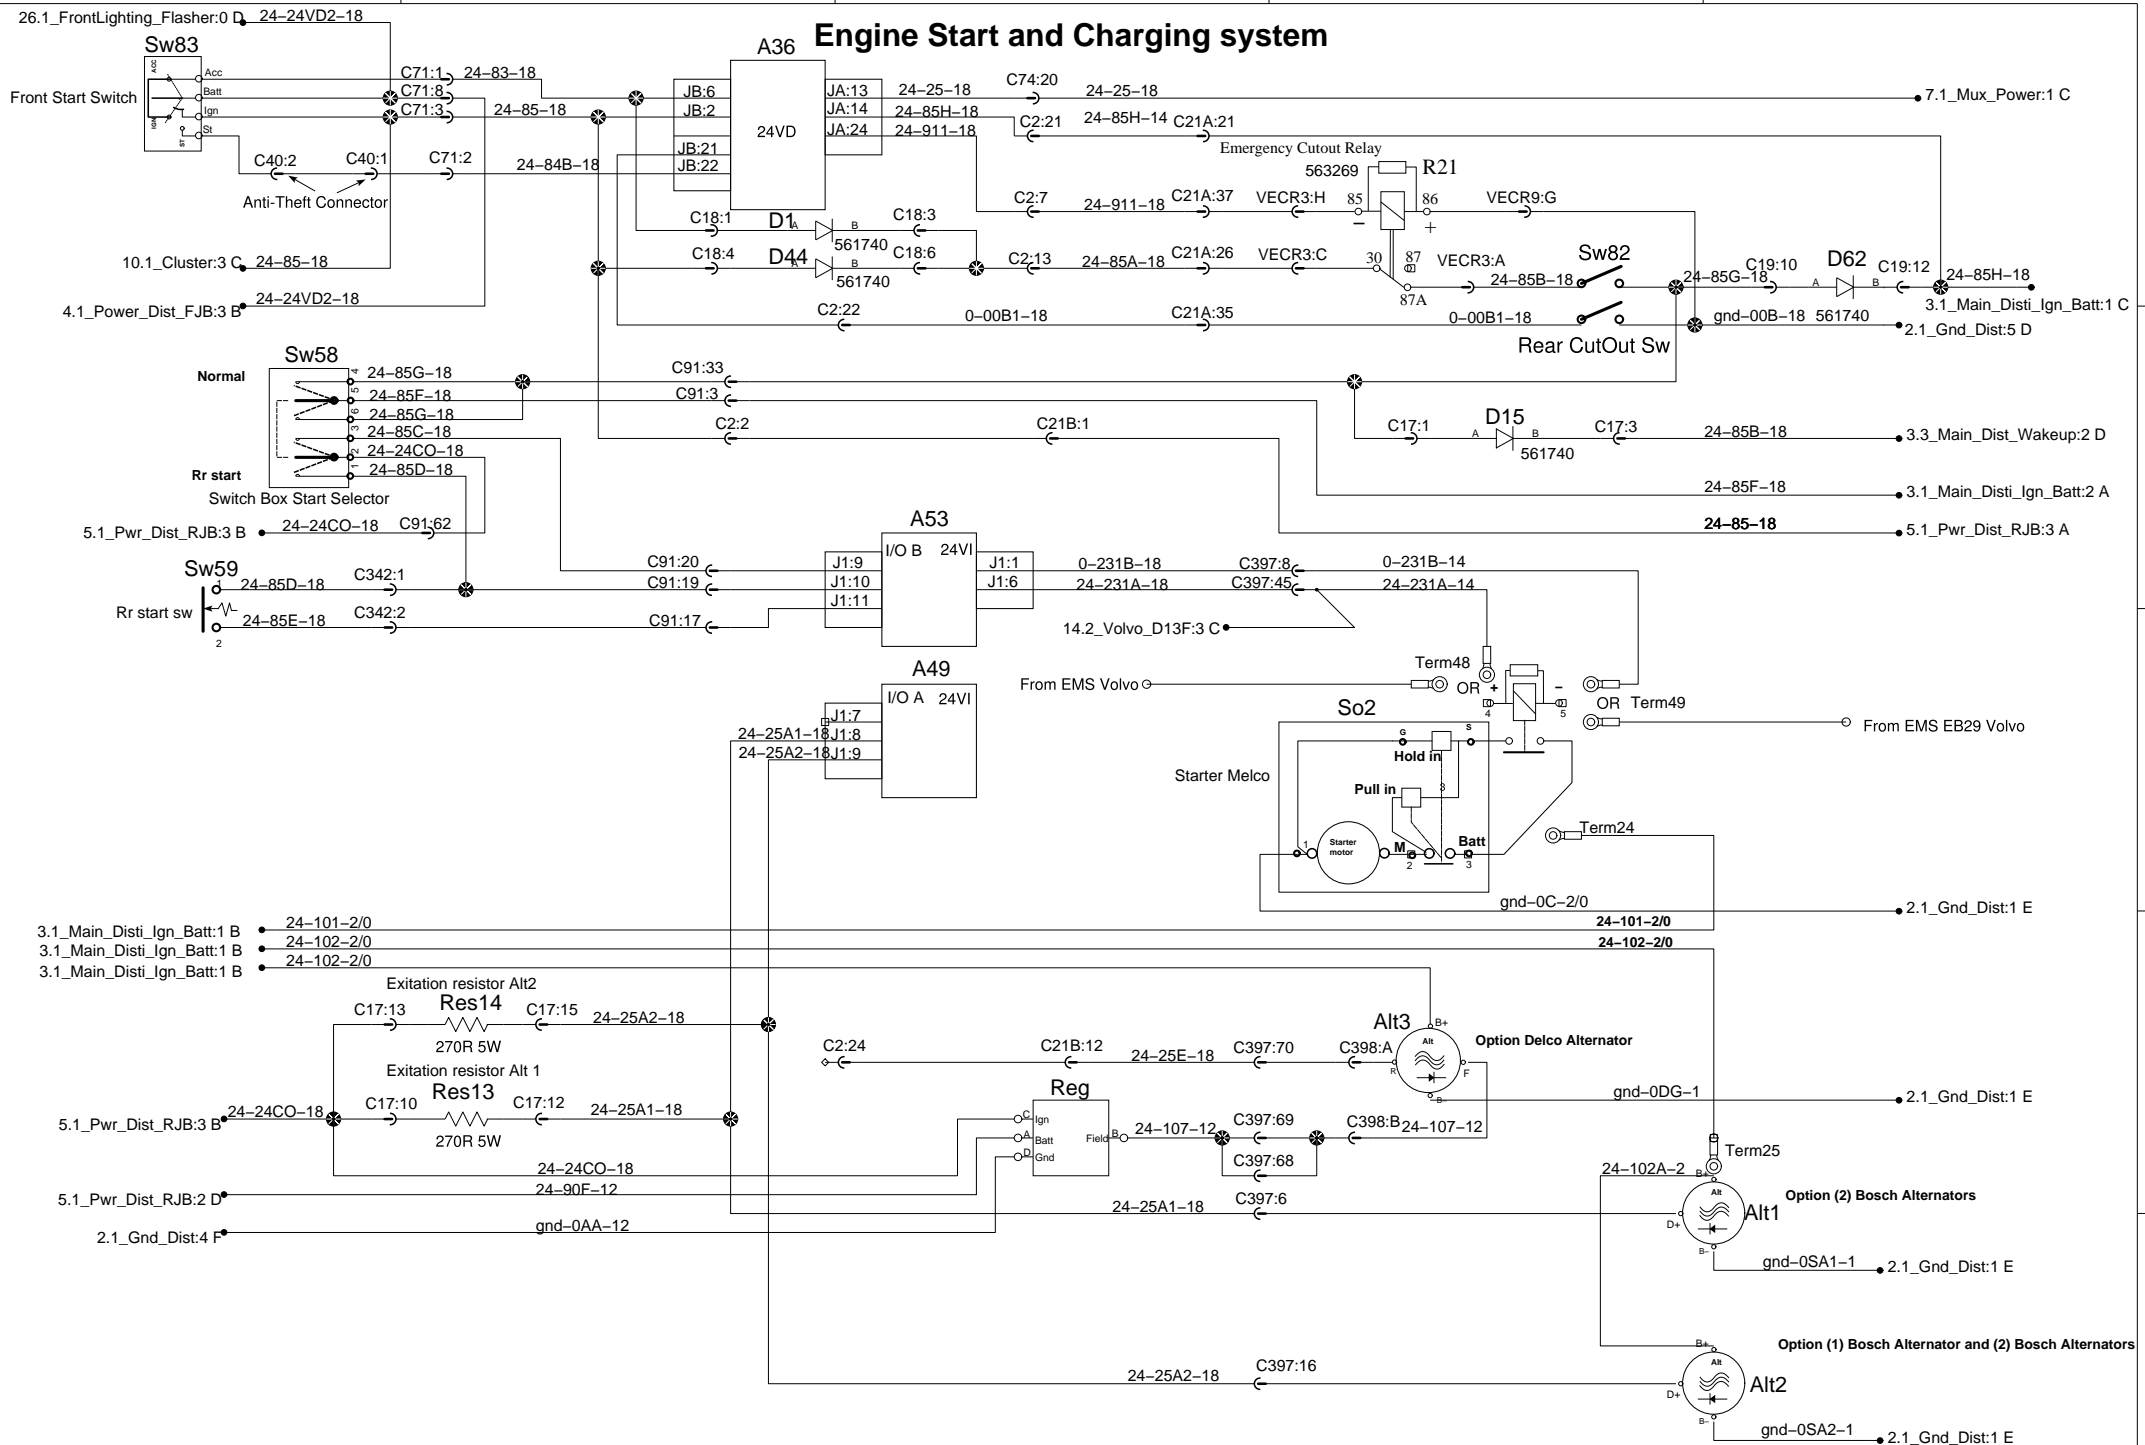 26.1_FrontLighting_Flasher:0 D
24–24VD2–18
Engine Start and Charging system
Sw83
A36
ACC
Acc
C71:1
24–83–18
Front Start Switch
Batt
C71:8
JB:6
JA:13
24–25–18
C74:20
24–25–18
7.1_Mux_Power:1 C
IGN
Ign
C71:3
24–85–18
JB:2
JA:14
24–85H–18
C2:21
24–85H–14
C21A:21
ST
St
24VD
JA:24
24–911–18
JB:21
Emergency Cutout Relay
C40:2
C40:1
C71:2
24–84B–18
JB:22
563269
R21
Anti-Theft Connector
C2:7
24–911–18
C21A:37
VECR3:H
85
86
VECR9:G
–
+
C18:1
D1
A
B
C18:3
561740
10.1_Cluster:3 C
24–85–18
C18:4
D44
A
B
C18:6
561740
C2:13
24–85A–18
C21A:26
VECR3:C
30
87
VECR3:A
87A
24–85B–18
Sw82
24–85G–18
C19:10
D62
A
B
C19:12
24–85H–18
3.1_Main_Disti_Ign_Batt:1 C
4.1_Power_Dist_FJB:3 B
24–24VD2–18
C2:22
0–00B1–18
C21A:35
0–00B1–18
gnd–00B–18
561740
2.1_Gnd_Dist:5 D
Rear CutOut Sw
Sw58
Normal
4
24–85G–18
C91:33
5
24–85F–18
C91:3
6
24–85G–18
3
24–85C–18
C2:2
C21B:1
C17:1
A
D15
B
561740
C17:3
24–85B–18
3.3_Main_Dist_Wakeup:2 D
2
24–24CO–18
Rr start
1
24–85D–18
Switch Box Start Selector
24–85F–18
3.1_Main_Disti_Ign_Batt:2 A
5.1_Pwr_Dist_RJB:3 B
24–24CO–18
C91:62
24–85–18
5.1_Pwr_Dist_RJB:3 A
A53
I/O B
24VI
Sw59
C91:20
J1:9
J1:1
0–231B–18
C397:8
0–231B–14
1
24–85D–18
C342:1
C91:19
J1:10
J1:6
24–231A–18
C397:45
24–231A–14
Rr start sw
J1:11
24–85E–18
C342:2
C91:17
2
14.2_Volvo_D13F:3 C
A49
I/O A
24VI
From EMS Volvo
Term48
OR
+
–
4
5
OR
Term49
From EMS EB29 Volvo
J1:7
24–25A1–18
J1:8
24–25A2–18
J1:9
So2
G
S
Hold in
Starter Melco
Pull in
8
Term24
1
Starter
motor
M
2
Batt
3
gnd–0C–2/0
2.1_Gnd_Dist:1 E
3.1_Main_Disti_Ign_Batt:1 B
24–101–2/0
24–101–2/0
3.1_Main_Disti_Ign_Batt:1 B
24–102–2/0
24–102–2/0
3.1_Main_Disti_Ign_Batt:1 B
24–102–2/0
Exitation resistor Alt2
C17:13
Res14
C17:15
24–25A2–18
270R 5W
Alt3
B+
Alt
R
F
B–
Option Delco Alternator
C2:24
C21B:12
24–25E–18
C397:70
C398:A
Exitation resistor Alt 1
5.1_Pwr_Dist_RJB:3 B
24–24CO–18
C17:10
Res13
C17:12
24–25A1–18
270R 5W
Reg
gnd–0DG–1
2.1_Gnd_Dist:1 E
C
Ign
A
Batt
Field
B
D
Gnd
24–107–12
C397:69
C398:B
24–107–12
C397:68
Term25
24–24CO–18
5.1_Pwr_Dist_RJB:2 D
24–90F–12
24–102A–2
B+
Option (2) Bosch Alternators
24–25A1–18
C397:6
Alt
Alt1
D+
B–
2.1_Gnd_Dist:4 F
gnd–0AA–12
gnd–0SA1–1
2.1_Gnd_Dist:1 E
B+
Option (1) Bosch Alternator and (2) Bosch Alternators
24–25A2–18
C397:16
Alt
Alt2
D+
B–
gnd–0SA2–1
2.1_Gnd_Dist:1 E